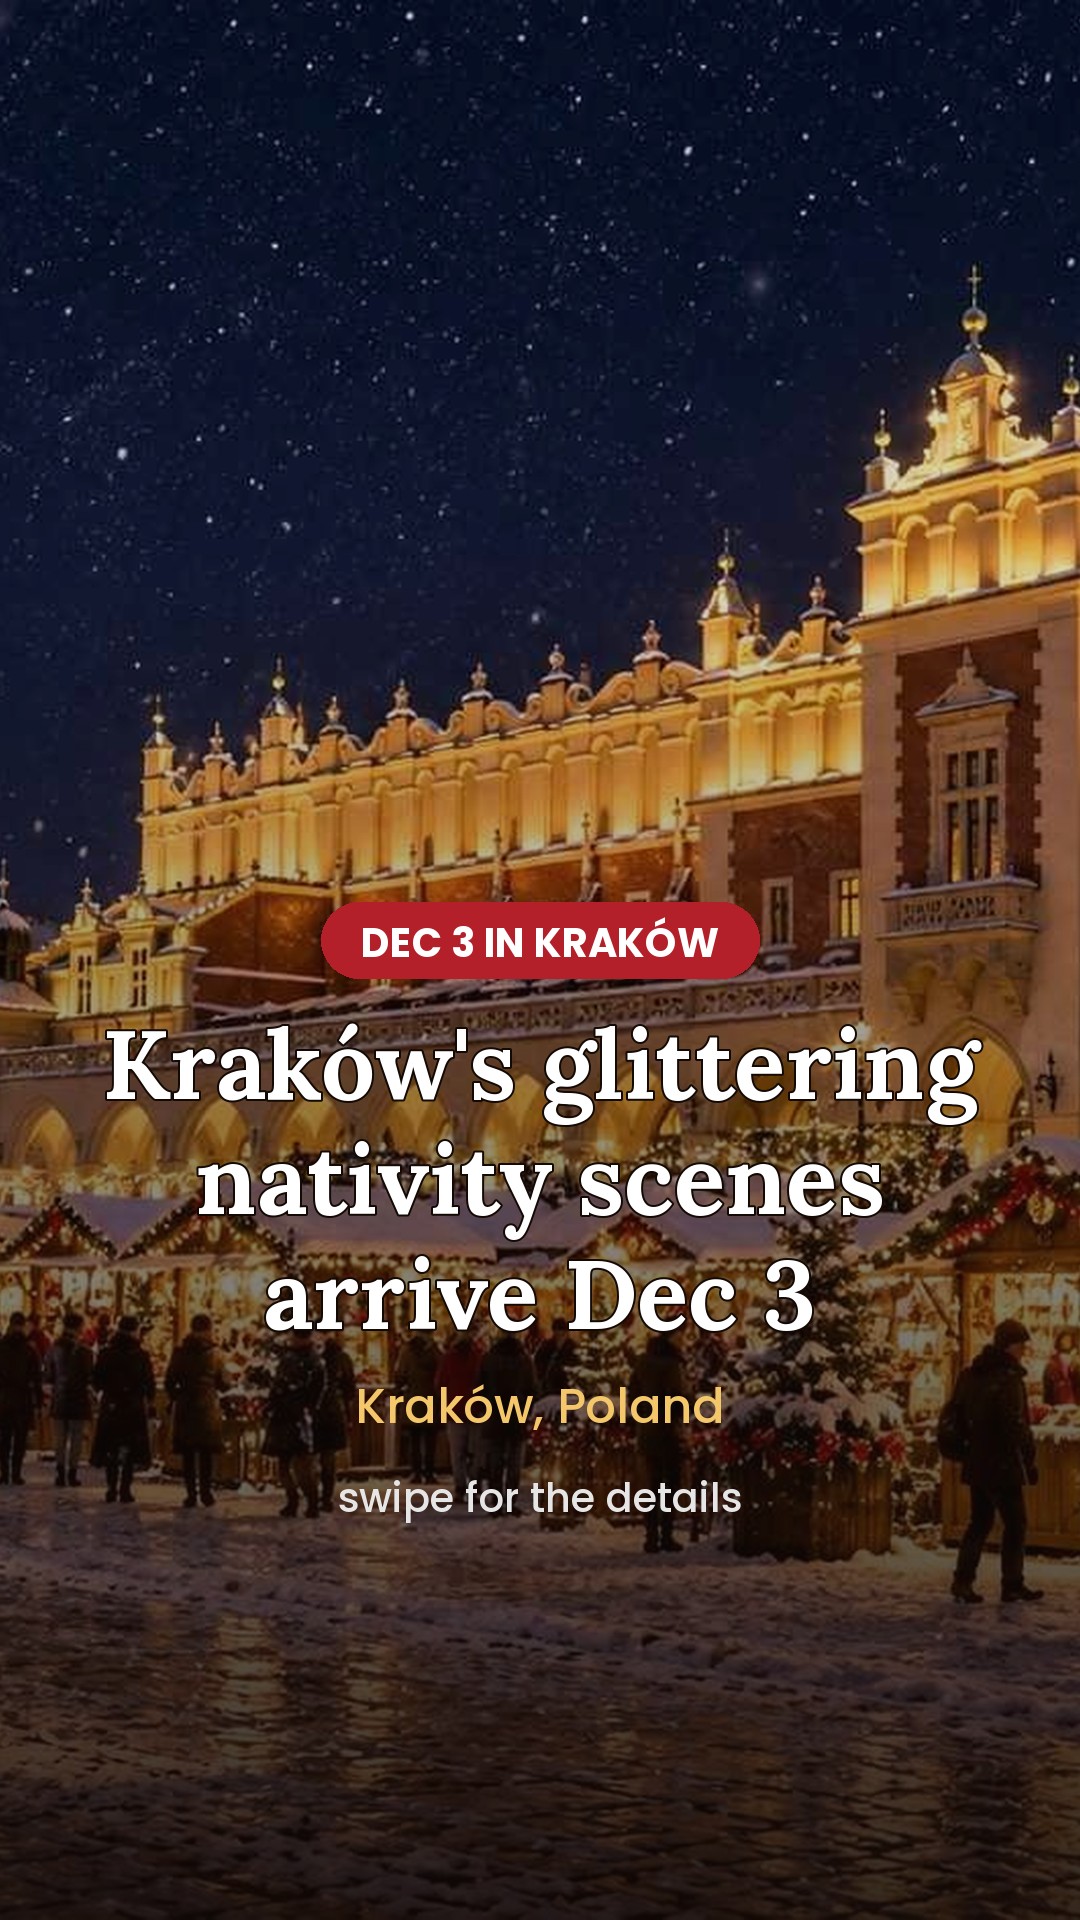 DEC 3 IN KRAKÓW
Kraków's glittering
nativity scenes
arrive Dec 3
Kraków, Poland
swipe for the details